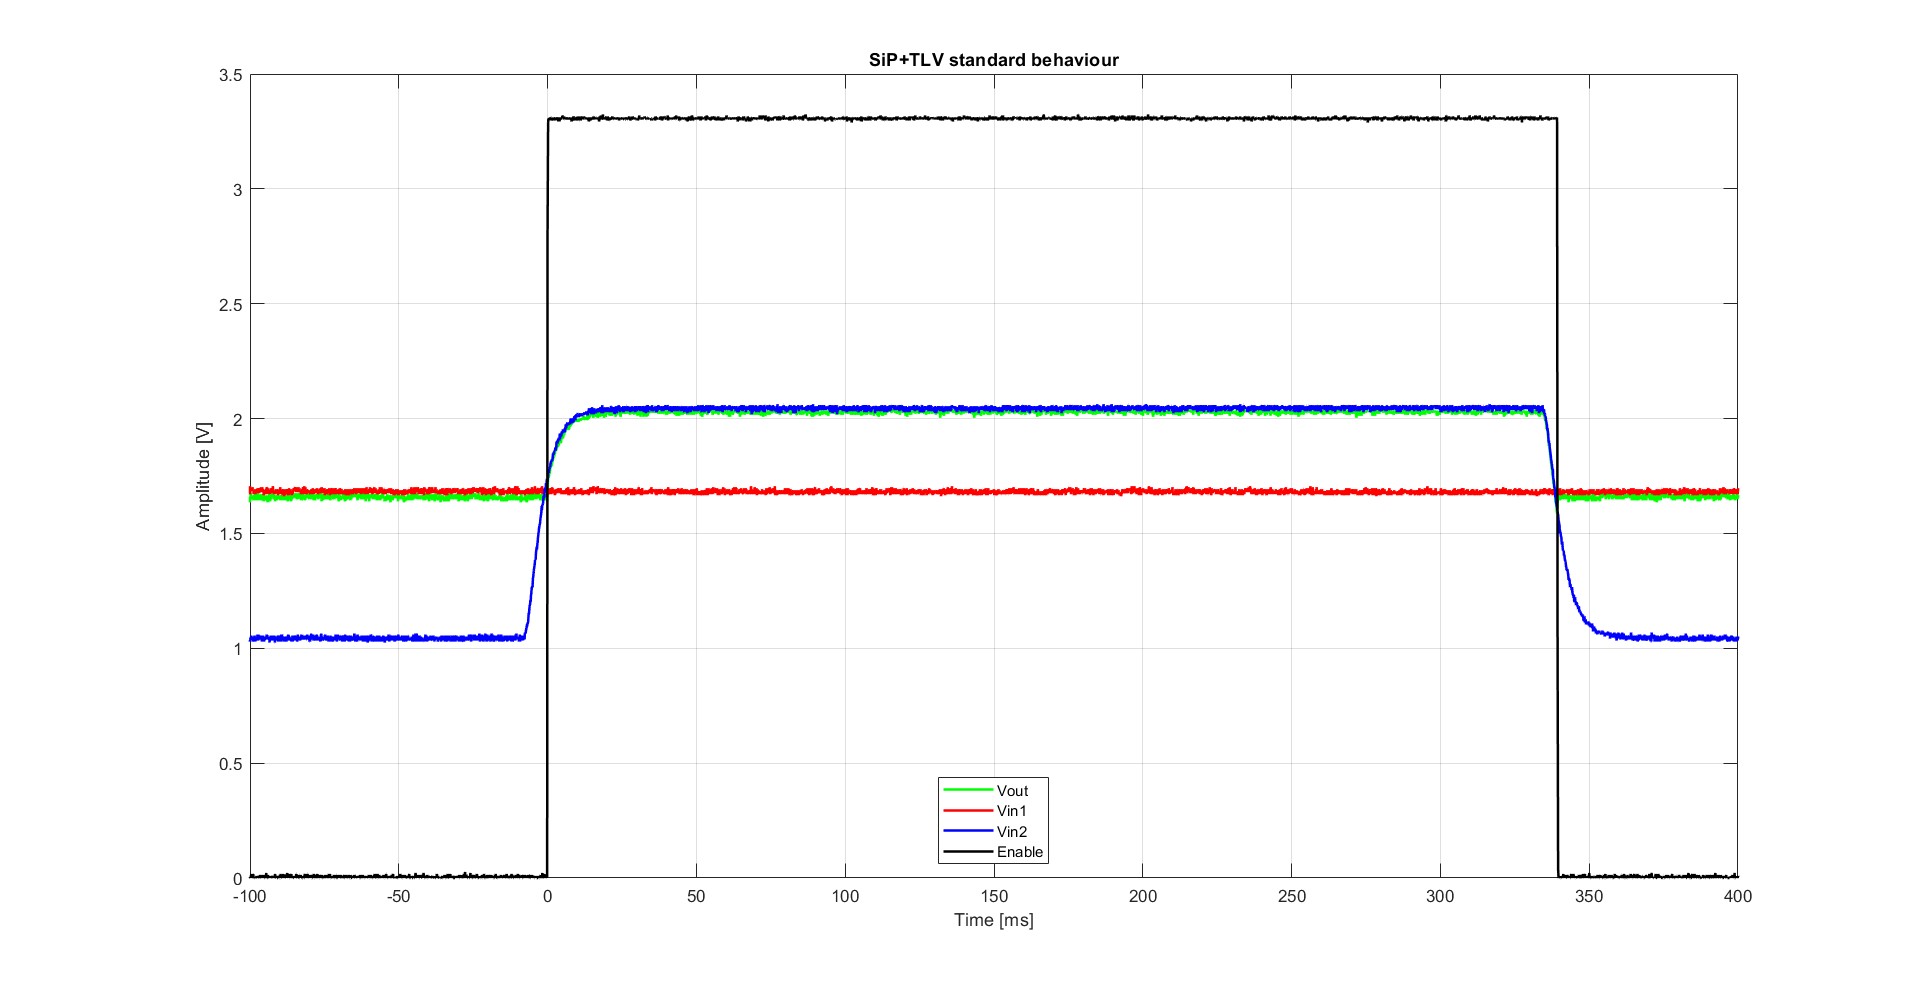 SiP+TLV standard behaviour
3.5
3
2.5
2
1.5
1
0.5
0
Amplitude [V]
Vout
Vin1
Vin2
Enable
-100 -50 0 50 100 150 200 250 300 350 400
Time [ms]